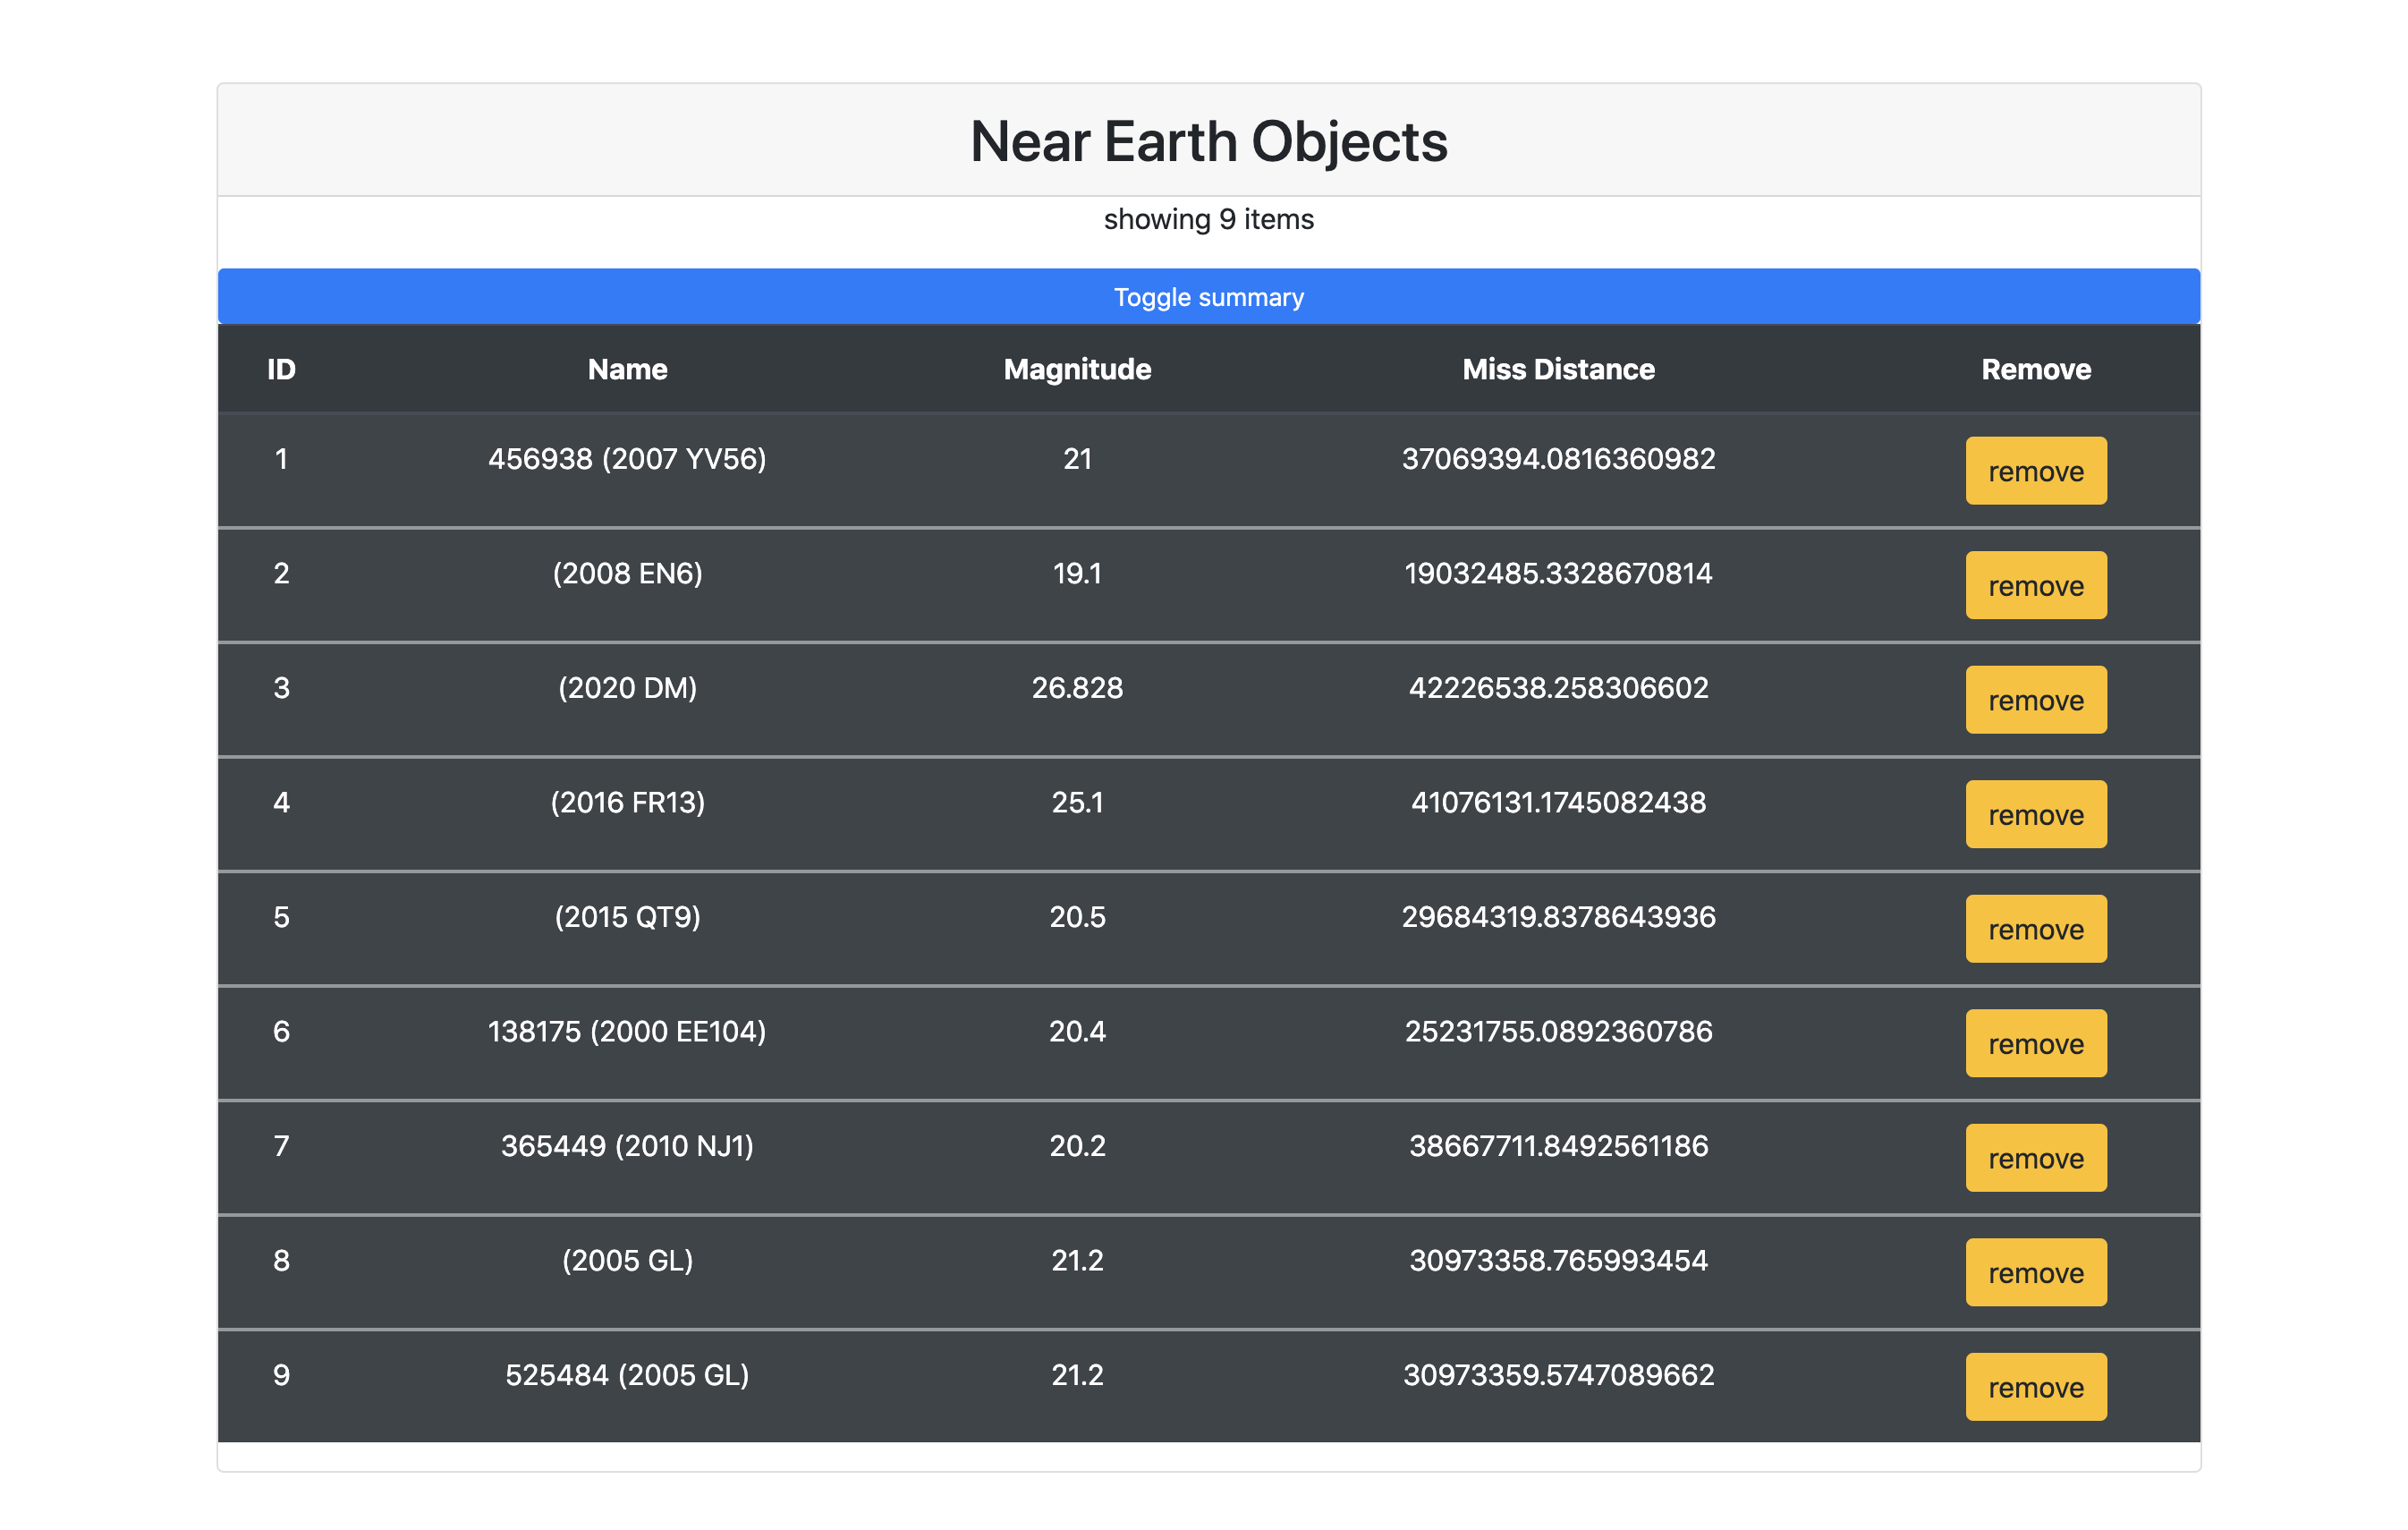 Near Earth Objects
showing 9 items
Toggle summary
ID Name Magnitude Miss Distance Remove
1 456938 (2007 YV56) 21 37069394.0816360982 remove
2 (2008 EN6) 19.1 19032485.3328670814 remove
3 (2020 DM) 26.828 42226538.258306602 remove
4 (2016 FR13) 25.1 41076131.1745082438 remove
5 (2015 QT9) 20.5 29684319.8378643936 remove
6 138175 (2000 EE104) 20.4 25231755.0892360786 remove
7 365449 (2010 NJ1) 20.2 38667711.8492561186 remove
8 (2005 GL) 21.2 30973358.765993454 remove
9 525484 (2005 GL) 21.2 30973359.5747089662 remove